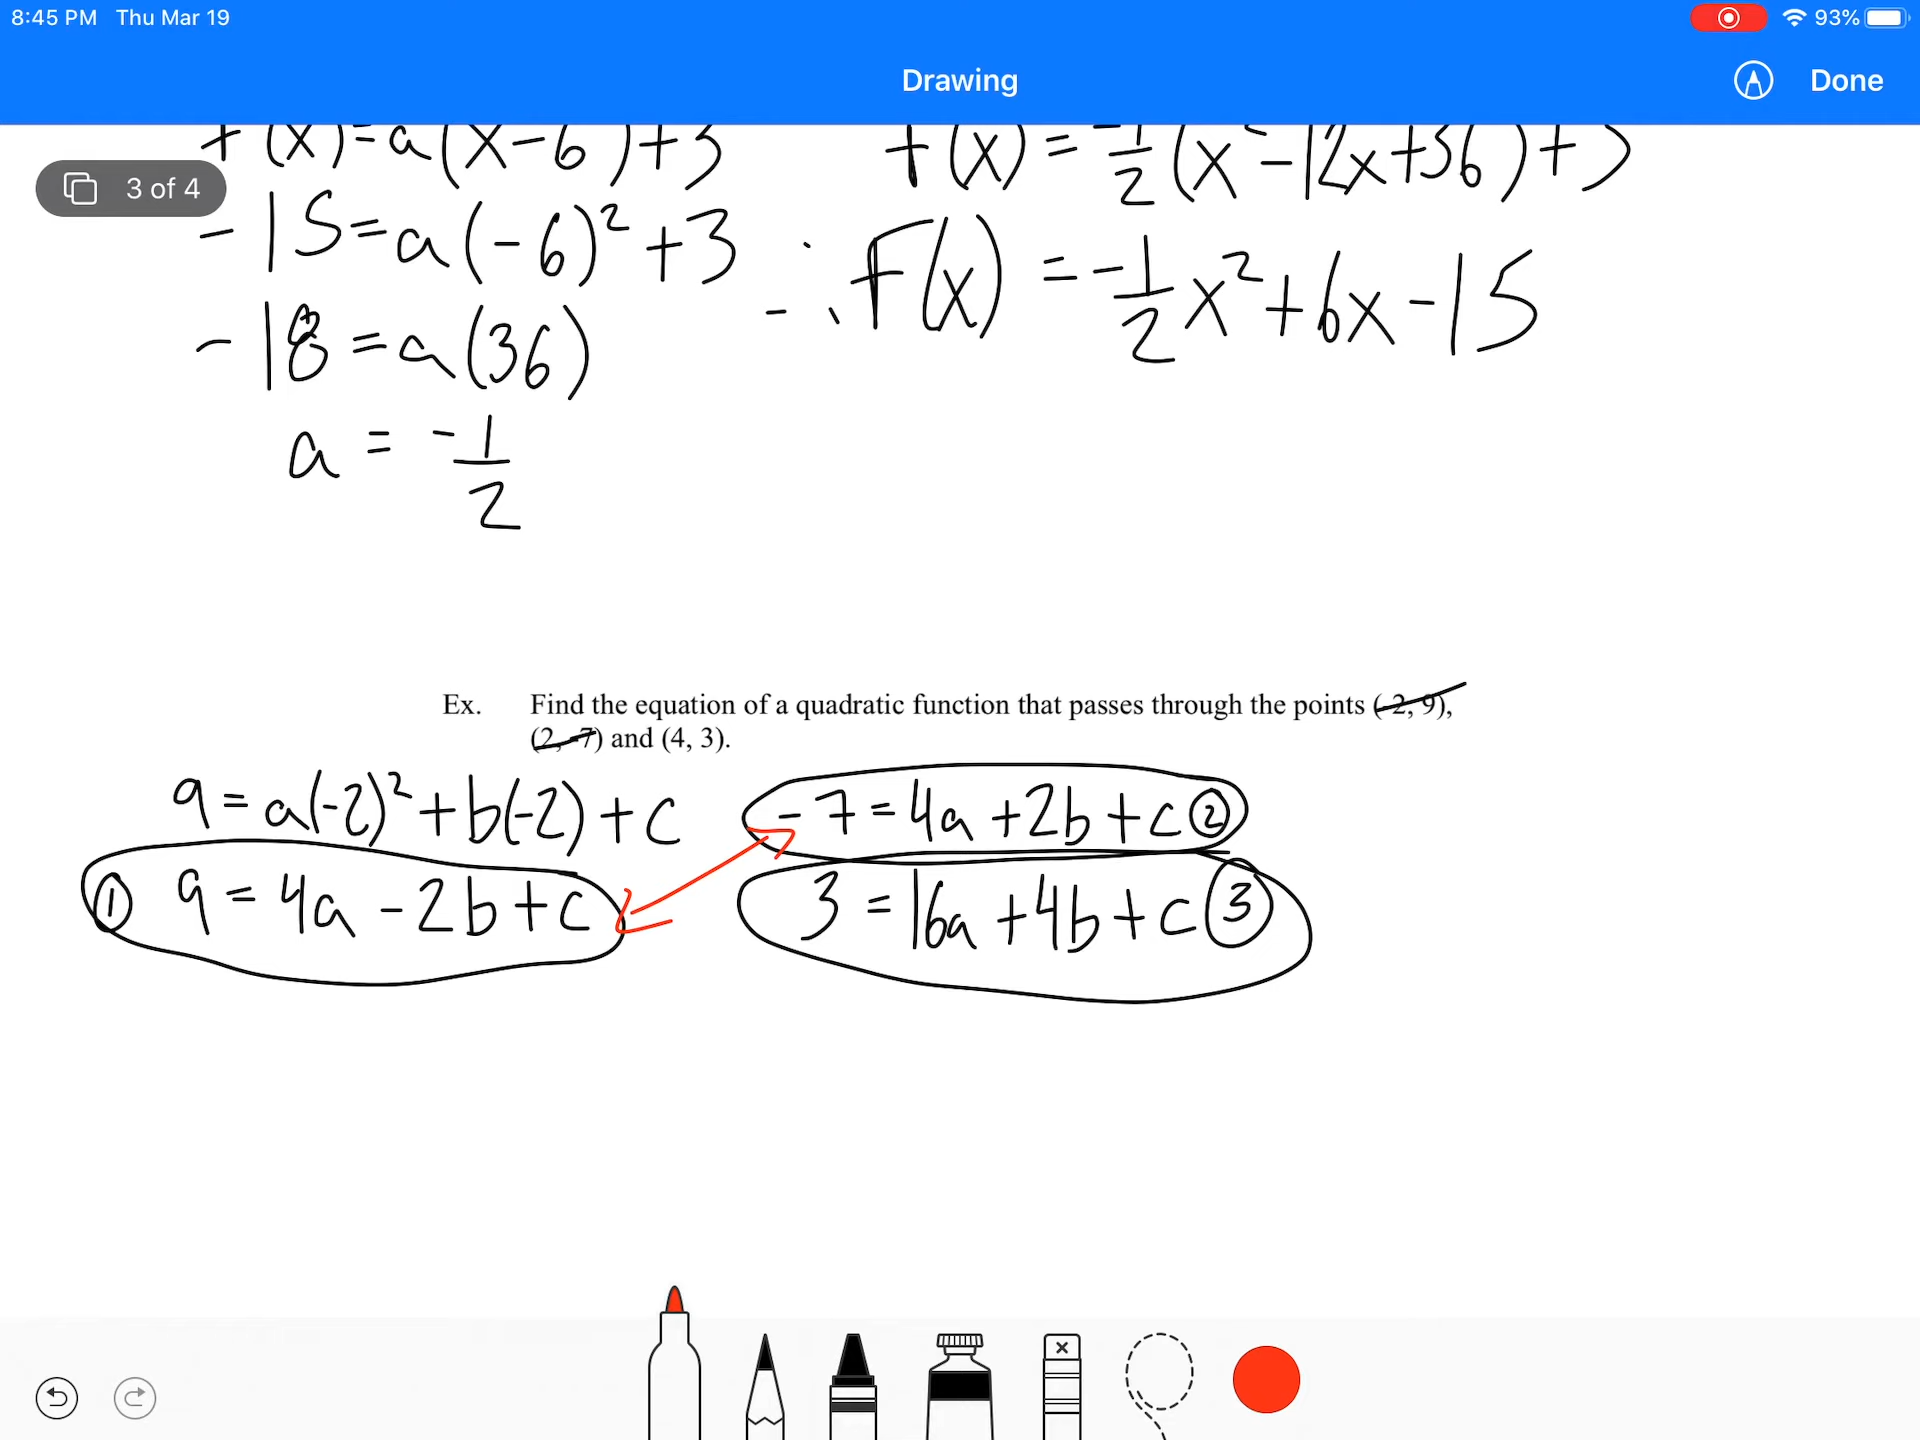 8:45 PM Thu Mar 19
93%
Drawing
Done
3 of 4
f(x)=a(x-6)+3
-15=a(-6)²+3
-18=a(36)
a = -1/2
f(x) = -1/2(x²-12x+36)+3
∴ f(x) = -1/2x²+6x-15
Ex. Find the equation of a quadratic function that passes through the points (-2, 9),
(2, -7) and (4, 3).
9=a(-2)²+b(-2)+c
① 9=4a-2b+c
-7=4a+2b+c ②
3=16a+4b+c ③